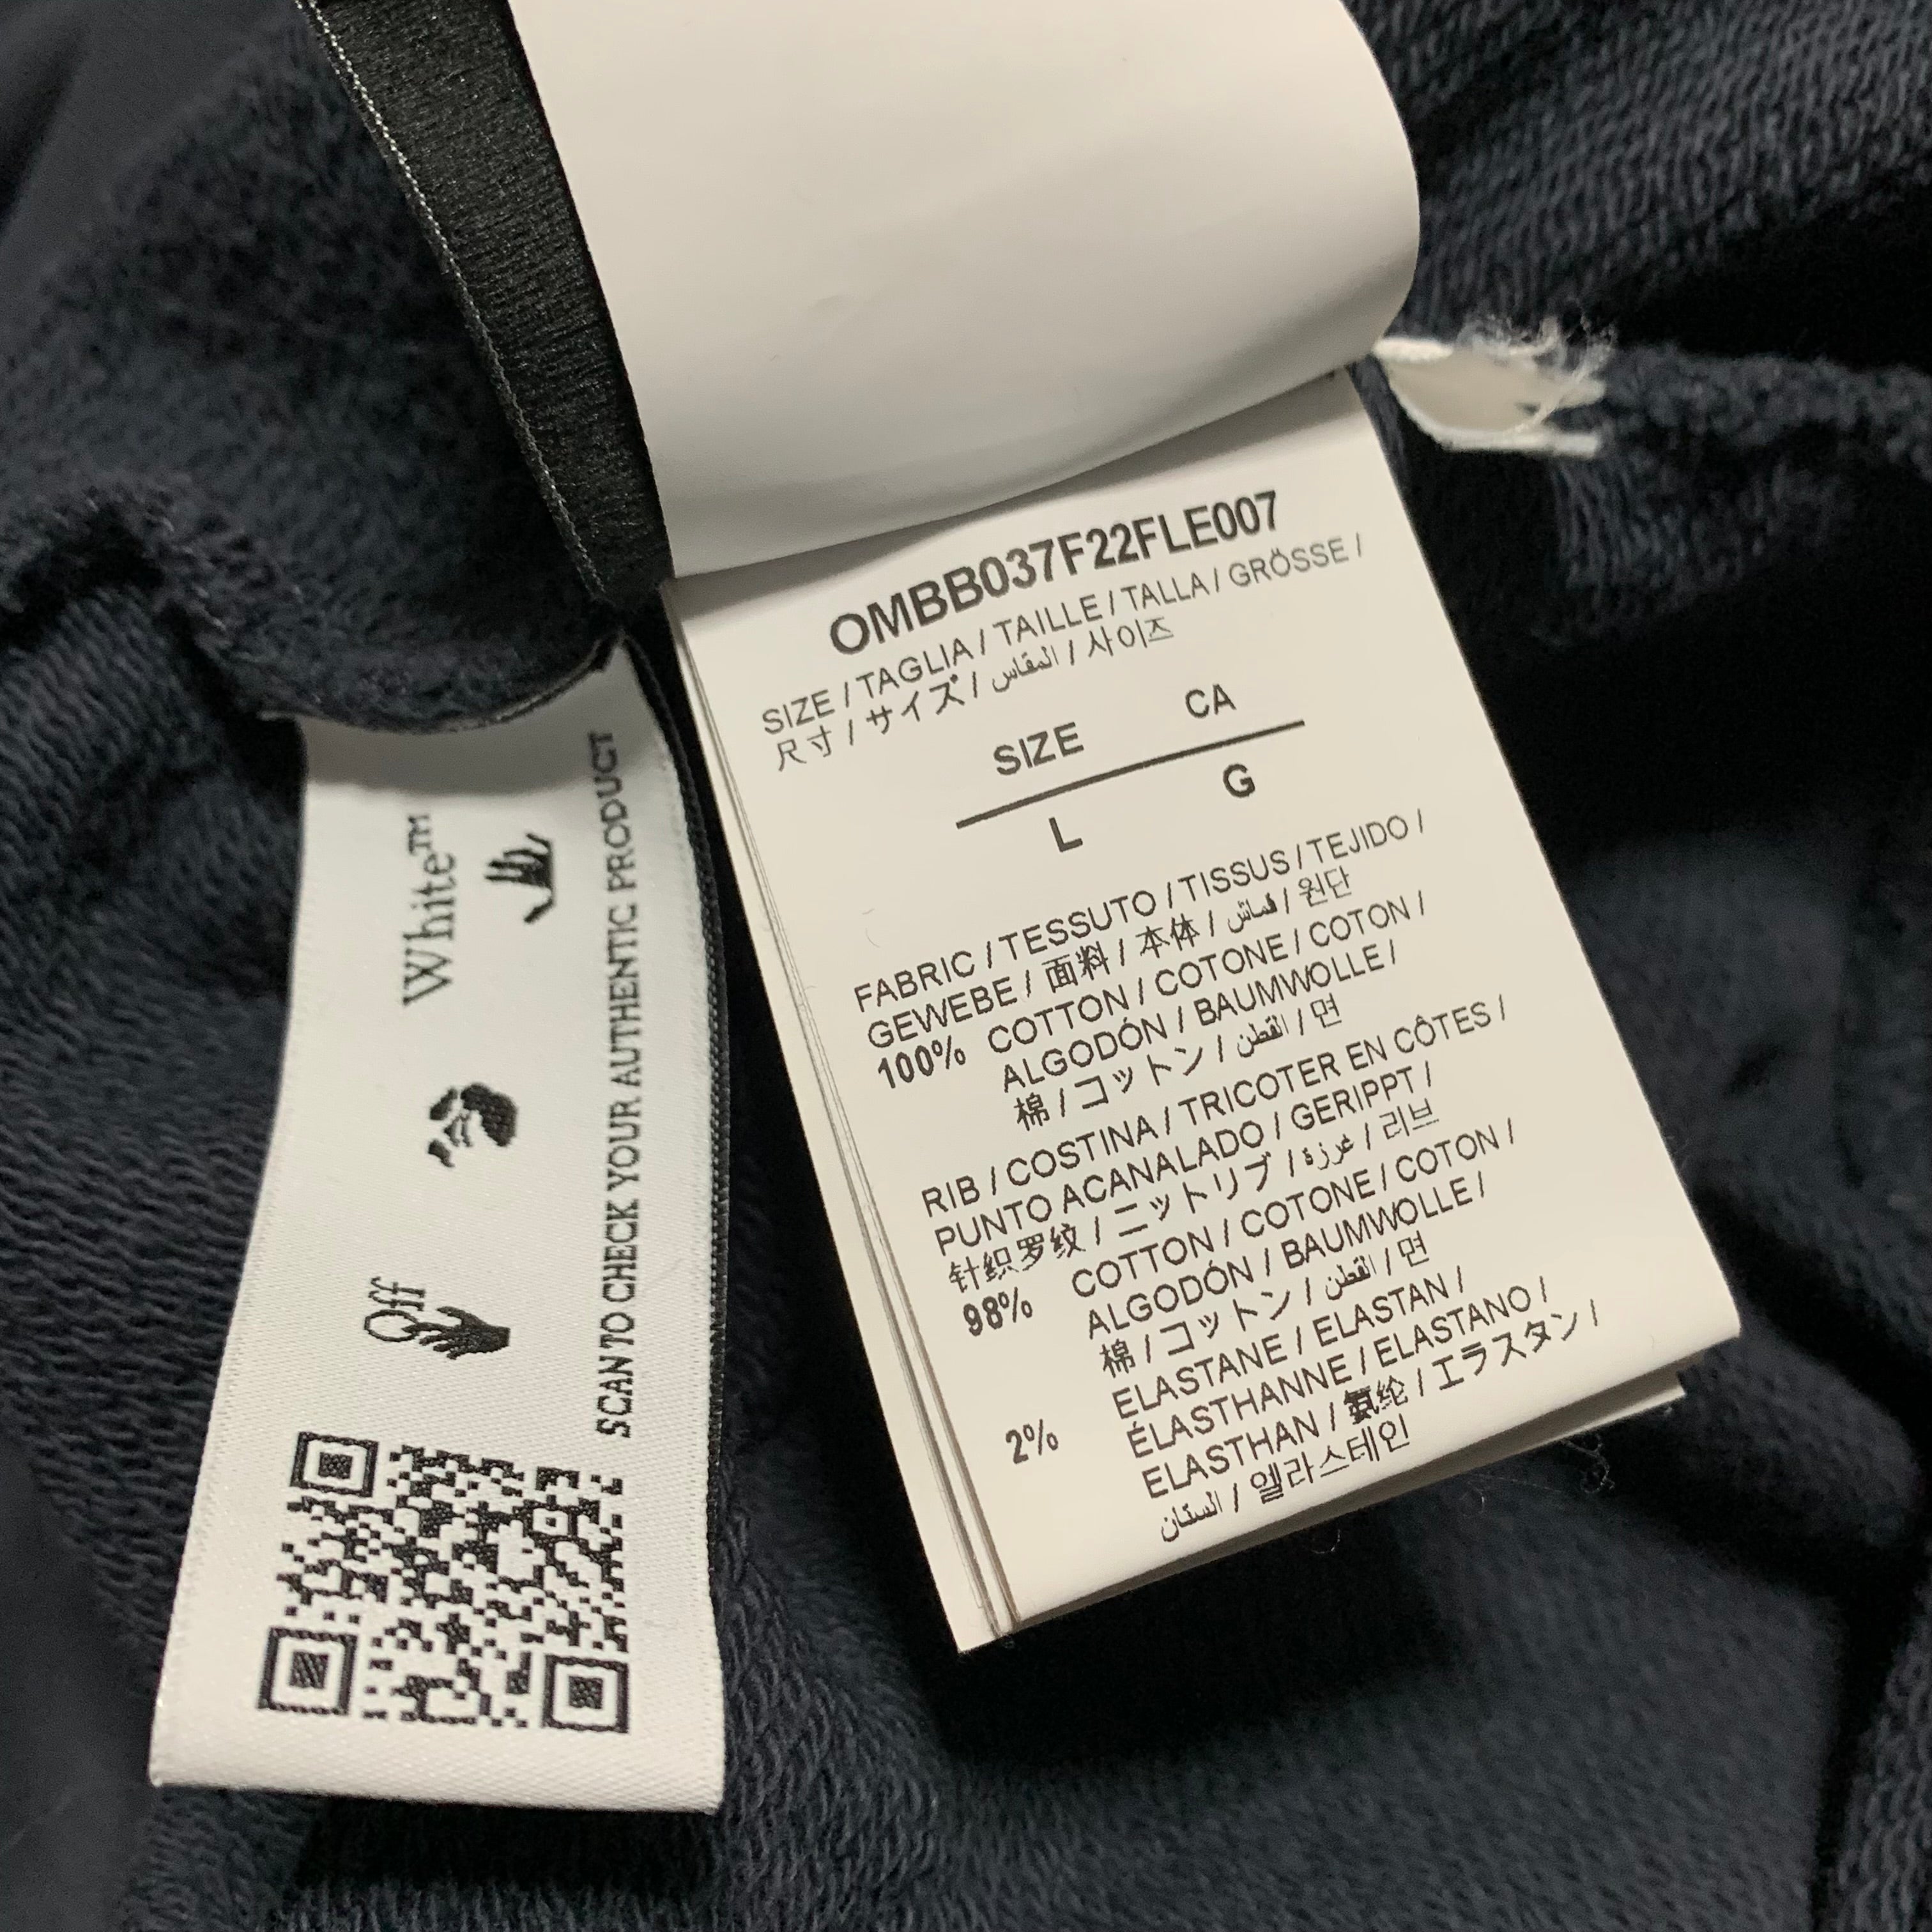 OMBB037F22FLE007
SIZE / TAGLIA / TAILLE / TALLA / GRÖSSE /
尺寸 / サイズ / المقاس / 사이즈
SIZE CA
L G
FABRIC / TESSUTO / TISSUS / TEJIDO /
GEWEBE / 面料 / 本体 / قماش / 원단
100% COTTON / COTONE / COTON /
ALGODÓN / BAUMWOLLE /
棉 / コットン / القطن / 면
RIB / COSTINA / TRICOTER EN CÔTES /
PUNTO ACANALADO / GERIPPT /
针织罗纹 / ニットリブ / غرزة / 리브
98% COTTON / COTONE / COTON /
ALGODÓN / BAUMWOLLE /
棉 / コットン / القطن / 면
2% ELASTANE / ELASTAN /
ÉLASTHANNE / ELASTANO /
ELASTHAN / 氨纶 / エラスタン /
الستان / 엘라스테인
Off White™
SCAN TO CHECK YOUR AUTHENTIC PRODUCT